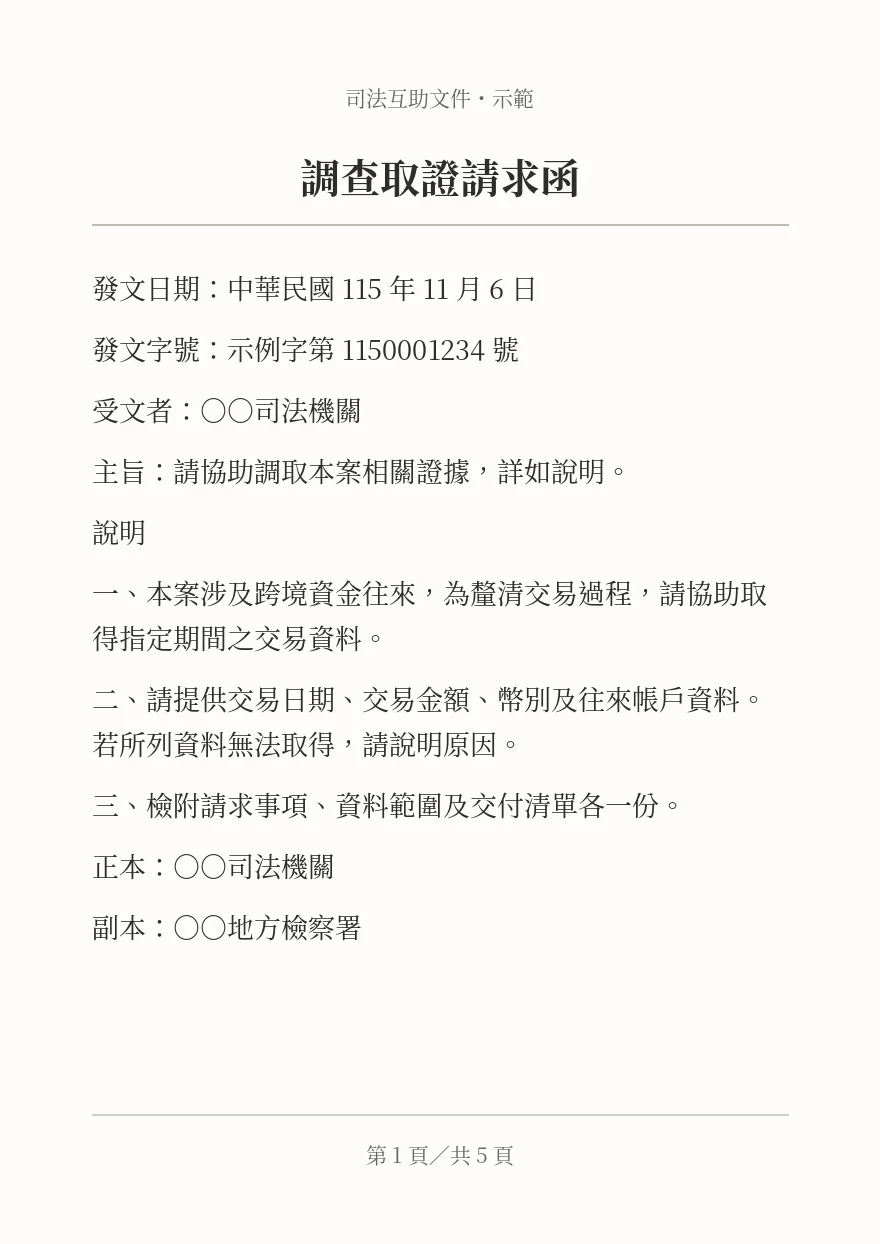 司法互助文件・示範
調查取證請求函
發文日期：中華民國 115 年 11 月 6 日
發文字號：示例字第 1150001234 號
受文者：〇〇司法機關
主旨：請協助調取本案相關證據，詳如說明。
說明
一、本案涉及跨境資金往來，為釐清交易過程，請協助取
得指定期間之交易資料。
二、請提供交易日期、交易金額、幣別及往來帳戶資料。
若所列資料無法取得，請說明原因。
三、檢附請求事項、資料範圍及交付清單各一份。
正本：〇〇司法機關
副本：〇〇地方檢察署
第 1 頁／共 5 頁